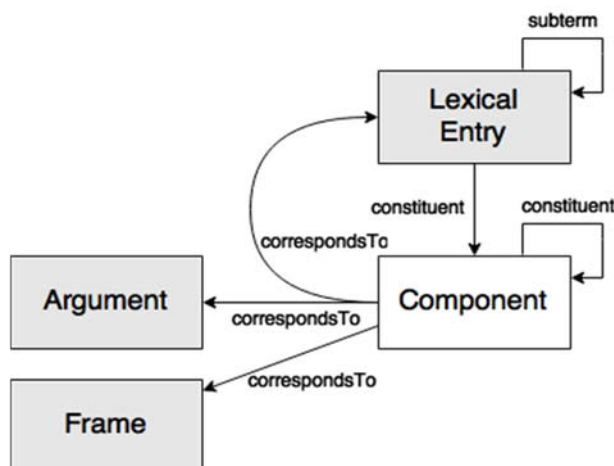 subterm
Lexical
Entry
constituent
constituent
correspondsTo
Argument
Component
correspondsTo
correspondsTo
Frame